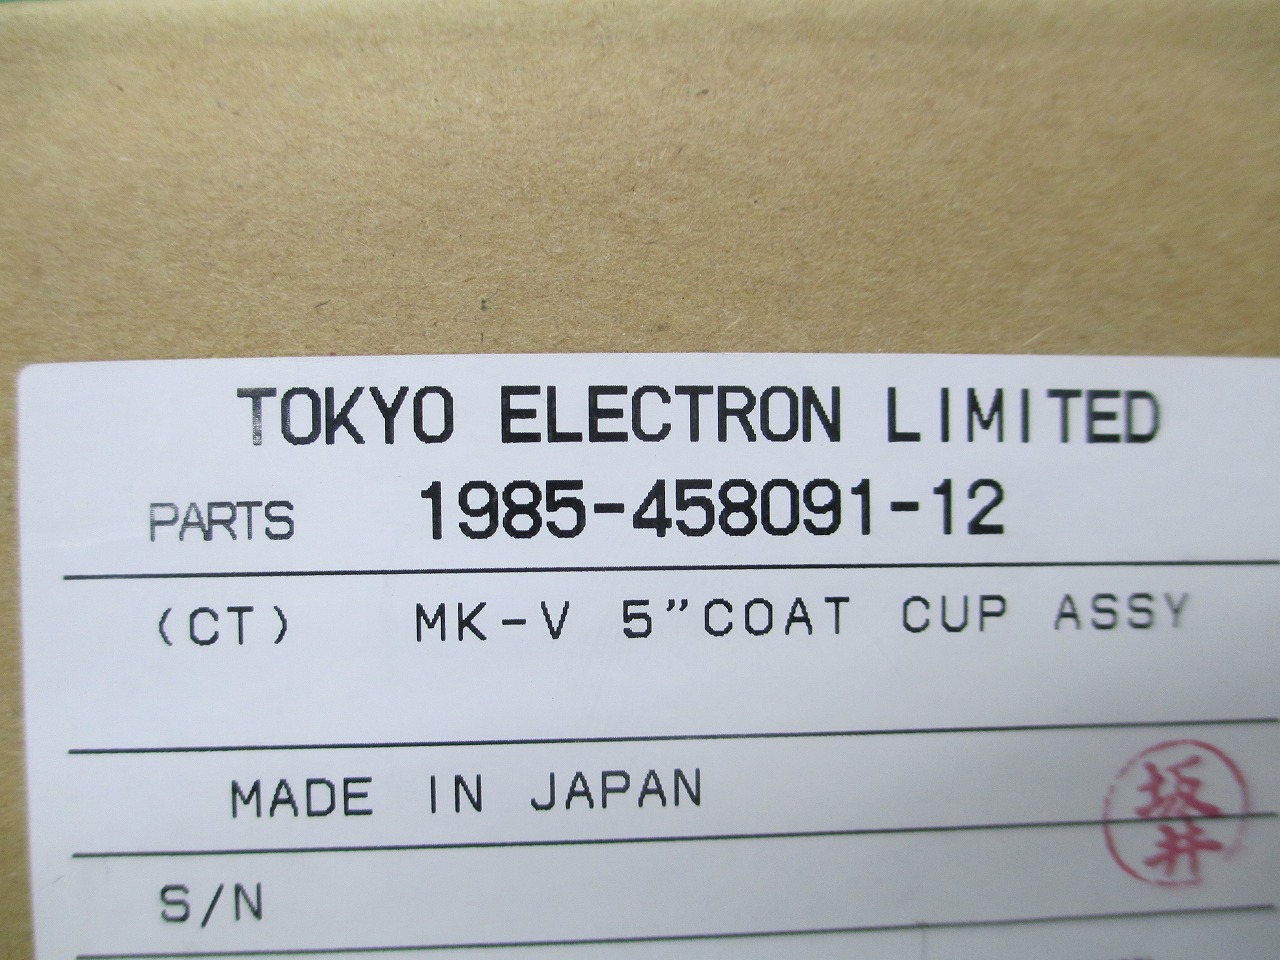 TOKYO ELECTRON LIMITED
PARTS 1985-458091-12
(CT) MK-V 5"COAT CUP ASSY
MADE IN JAPAN
坂井
S/N